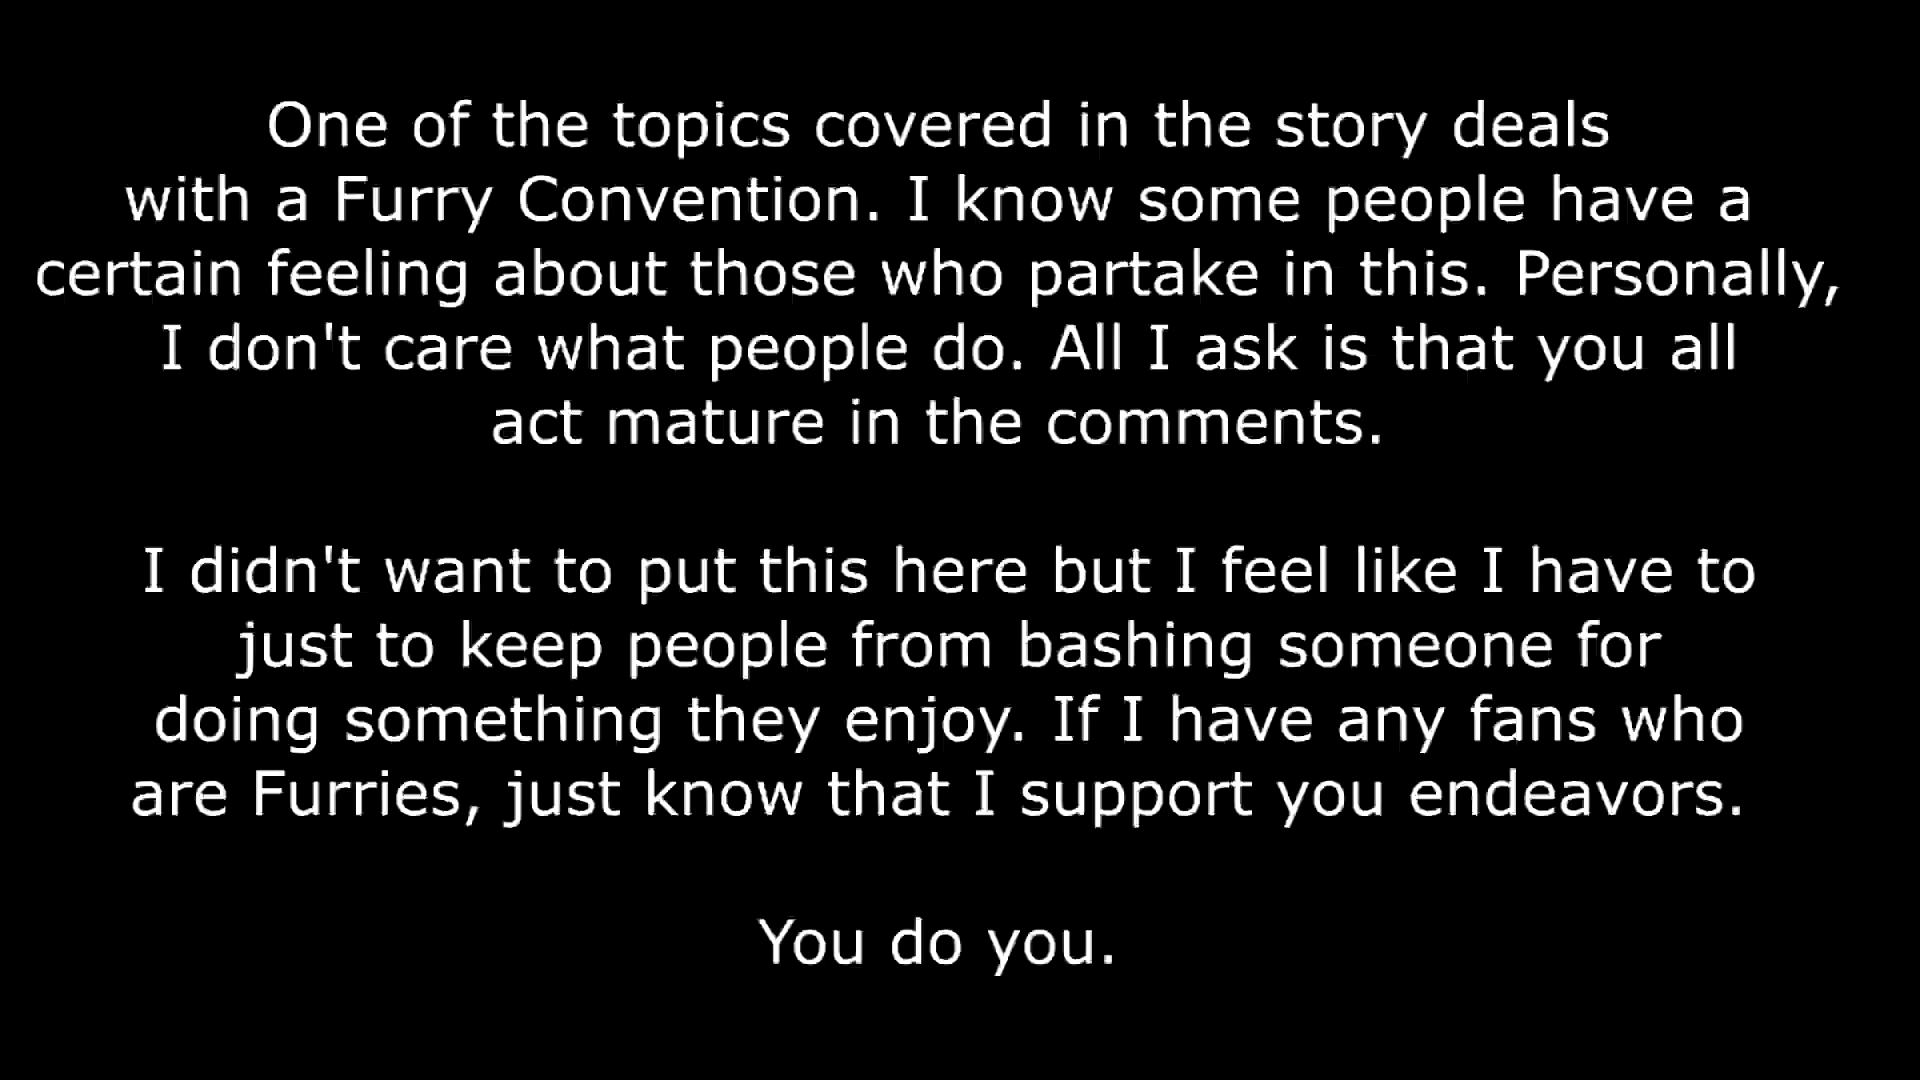 One of the topics covered in the story deals
with a Furry Convention. I know some people have a
certain feeling about those who partake in this. Personally,
I don't care what people do. All I ask is that you all
act mature in the comments.
I didn't want to put this here but I feel like I have to
just to keep people from bashing someone for
doing something they enjoy. If I have any fans who
are Furries, just know that I support you endeavors.
You do you.